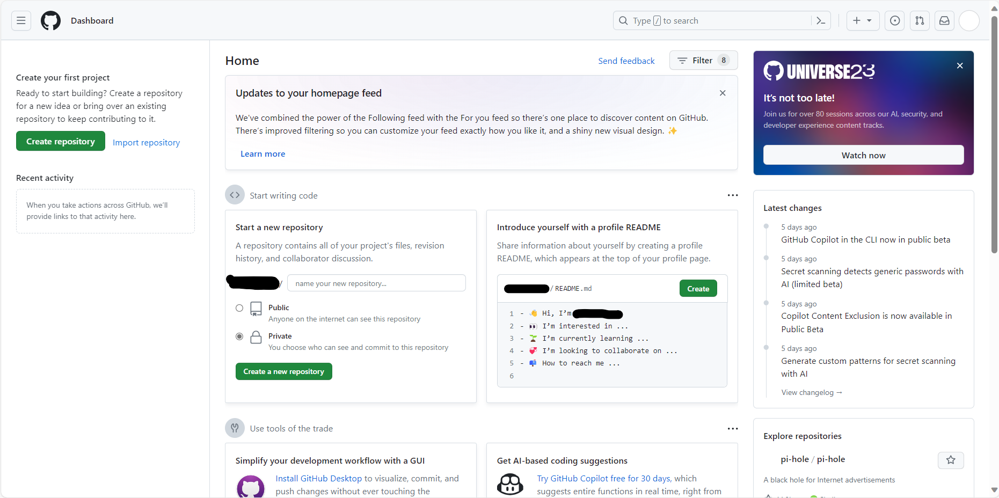 Dashboard
Type / to search
Home
Send feedback
Filter 8
Create your first project
Ready to start building? Create a repository
for a new idea or bring over an existing
repository to keep contributing to it.
Create repository
Import repository
Recent activity
When you take actions across GitHub, we’ll
provide links to that activity here.
Updates to your homepage feed
We've combined the power of the Following feed with the For you feed so there’s one place to discover content on GitHub.
There’s improved filtering so you can customize your feed exactly how you like it, and a shiny new visual design. ✨
Learn more
Start writing code
Start a new repository
A repository contains all of your project's files, revision
history, and collaborator discussion.
/
name your new repository...
Public
Anyone on the internet can see this repository
Private
You choose who can see and commit to this repository
Create a new repository
Introduce yourself with a profile README
Share information about yourself by creating a profile
README, which appears at the top of your profile page.
/ README.md
Create
1 - 👋 Hi, I’m
2 - 👀 I’m interested in ...
3 - 🌱 I’m currently learning ...
4 - 💞️ I’m looking to collaborate on ...
5 - 📫 How to reach me ...
6
Use tools of the trade
Simplify your development workflow with a GUI
Install GitHub Desktop to visualize, commit, and
push changes without ever touching the
Get AI-based coding suggestions
Try GitHub Copilot free for 30 days, which
suggests entire functions in real time, right from
UNIVERSE23
It’s not too late!
Join us for over 80 sessions across our AI, security, and
developer experience content tracks.
Watch now
Latest changes
5 days ago
GitHub Copilot in the CLI now in public beta
5 days ago
Secret scanning detects generic passwords with
AI (limited beta)
5 days ago
Copilot Content Exclusion is now available in
Public Beta
5 days ago
Generate custom patterns for secret scanning
with AI
View changelog →
Explore repositories
pi-hole / pi-hole
A black hole for Internet advertisements